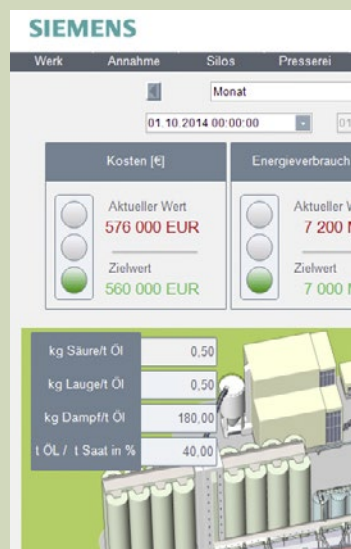 SIEMENS
Werk Annahme Silos Presserei
Monat
01.10.2014 00:00:00 01
Kosten [€] Energieverbrauch
Aktueller Wert Aktueller W
576 000 EUR 7 200 M
Zielwert Zielwert
560 000 EUR 7 000 M
kg Säure/t Öl 0,50
kg Lauge/t Öl 0,50
kg Dampf/t Öl 180,00
t ÖL / t Saat in % 40,00